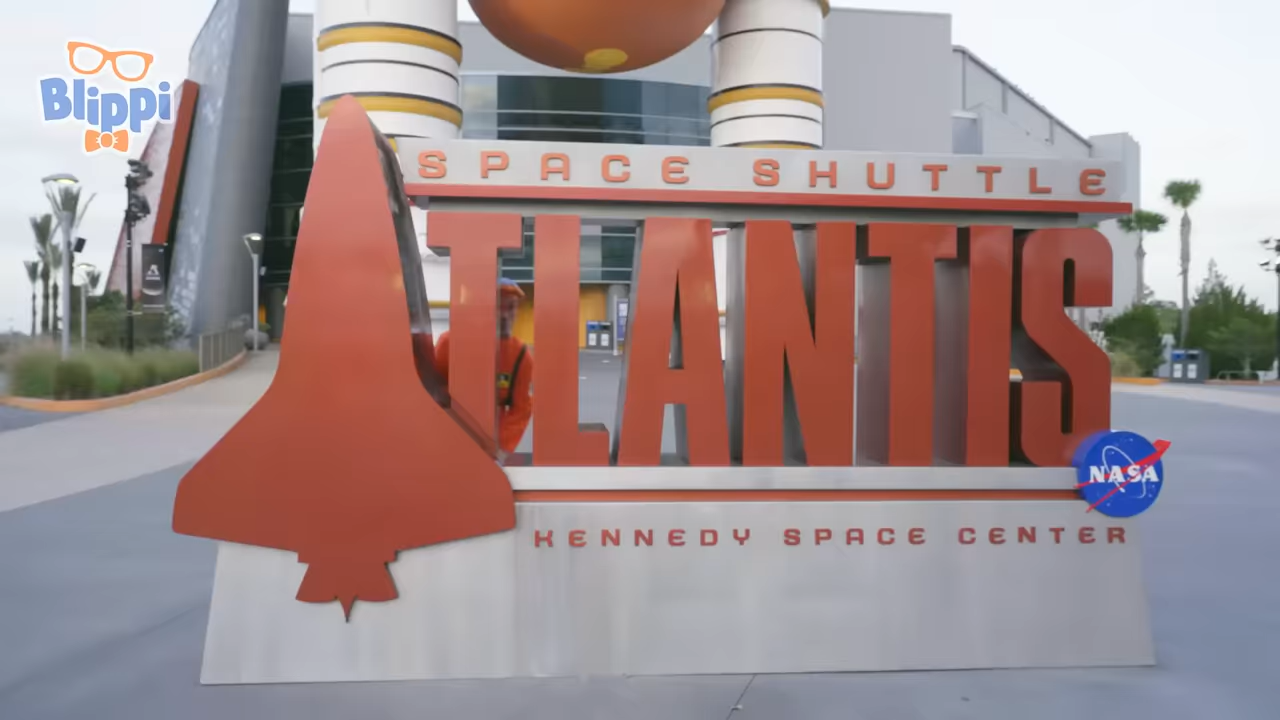 Blippi
SPACE SHUTTLE
TLANTIS
NASA
KENNEDY SPACE CENTER